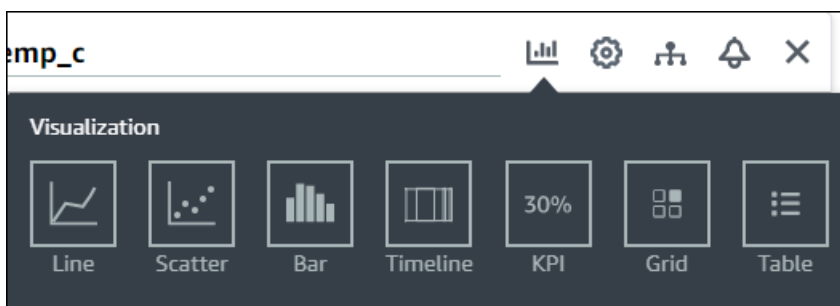 emp_c
Visualization
30%
Line Scatter Bar Timeline KPI Grid Table